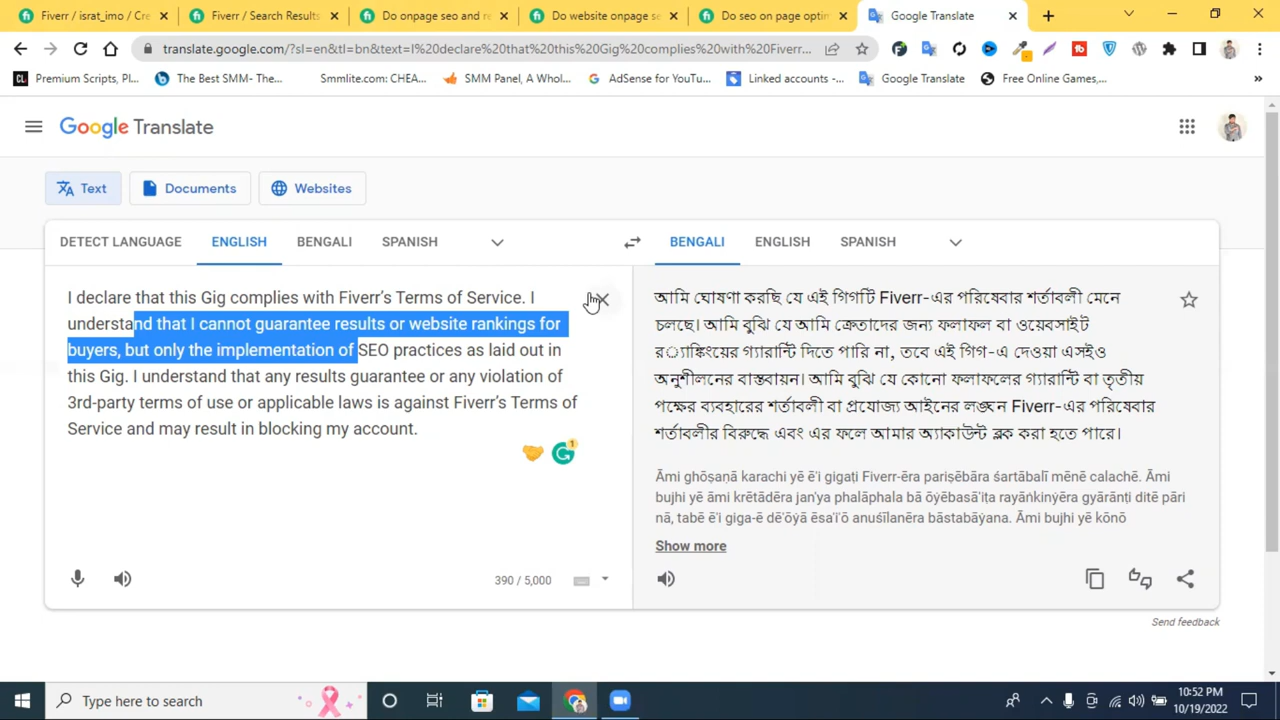 Fiverr / israt_imo / Cre
Fiverr / Search Results
Do onpage seo and re
Do website onpage se
Do seo on page optim
Google Translate
translate.google.com/?sl=en&tl=bn&text=I%20declare%20that%20this%20Gig%20complies%20with%20Fiverr...
Premium Scripts, Pl...
The Best SMM- The...
Smmlite.com: CHEA...
SMM Panel, A Whol...
AdSense for YouTu...
Linked accounts -...
Google Translate
Free Online Games,...
Google Translate
Text
Documents
Websites
DETECT LANGUAGE ENGLISH BENGALI SPANISH
BENGALI ENGLISH SPANISH
I declare that this Gig complies with Fiverr’s Terms of Service. I
understand that I cannot guarantee results or website rankings for
buyers, but only the implementation of SEO practices as laid out in
this Gig. I understand that any results guarantee or any violation of
3rd-party terms of use or applicable laws is against Fiverr’s Terms of
Service and may result in blocking my account.
1
390 / 5,000
আমি ঘোষণা করছি যে এই গিগটি Fiverr-এর পরিষেবার শর্তাবলী মেনে
চলছে। আমি বুঝি যে আমি ক্রেতাদের জন্য ফলাফল বা ওয়েবসাইট
র‍্যাঙ্কিংয়ের গ্যারান্টি দিতে পারি না, তবে এই গিগ-এ দেওয়া এসইও
অনুশীলনের বাস্তবায়ন। আমি বুঝি যে কোনো ফলাফলের গ্যারান্টি বা তৃতীয়
পক্ষের ব্যবহারের শর্তাবলী বা প্রযোজ্য আইনের লঙ্ঘন Fiverr-এর পরিষেবার
শর্তাবলীর বিরুদ্ধে এবং এর ফলে আমার অ্যাকাউন্ট ব্লক করা হতে পারে।
Āmi ghōṣaṇā karachi yē ē'i gigaṭi Fiverr-ēra pariṣēbāra śartābalī mēnē calachē. Āmi
bujhi yē āmi krētādēra jan'ya phalāphala bā ōẏēbasā'iṭa rayāṅkinẏēra gyārānṭi ditē pāri
nā, tabē ē'i giga-ē dē'ōẏā ēsa'i'ō anuśīlanēra bāstabāẏana. Āmi bujhi yē kōnō
Show more
Send feedback
Type here to search
10:52 PM
10/19/2022